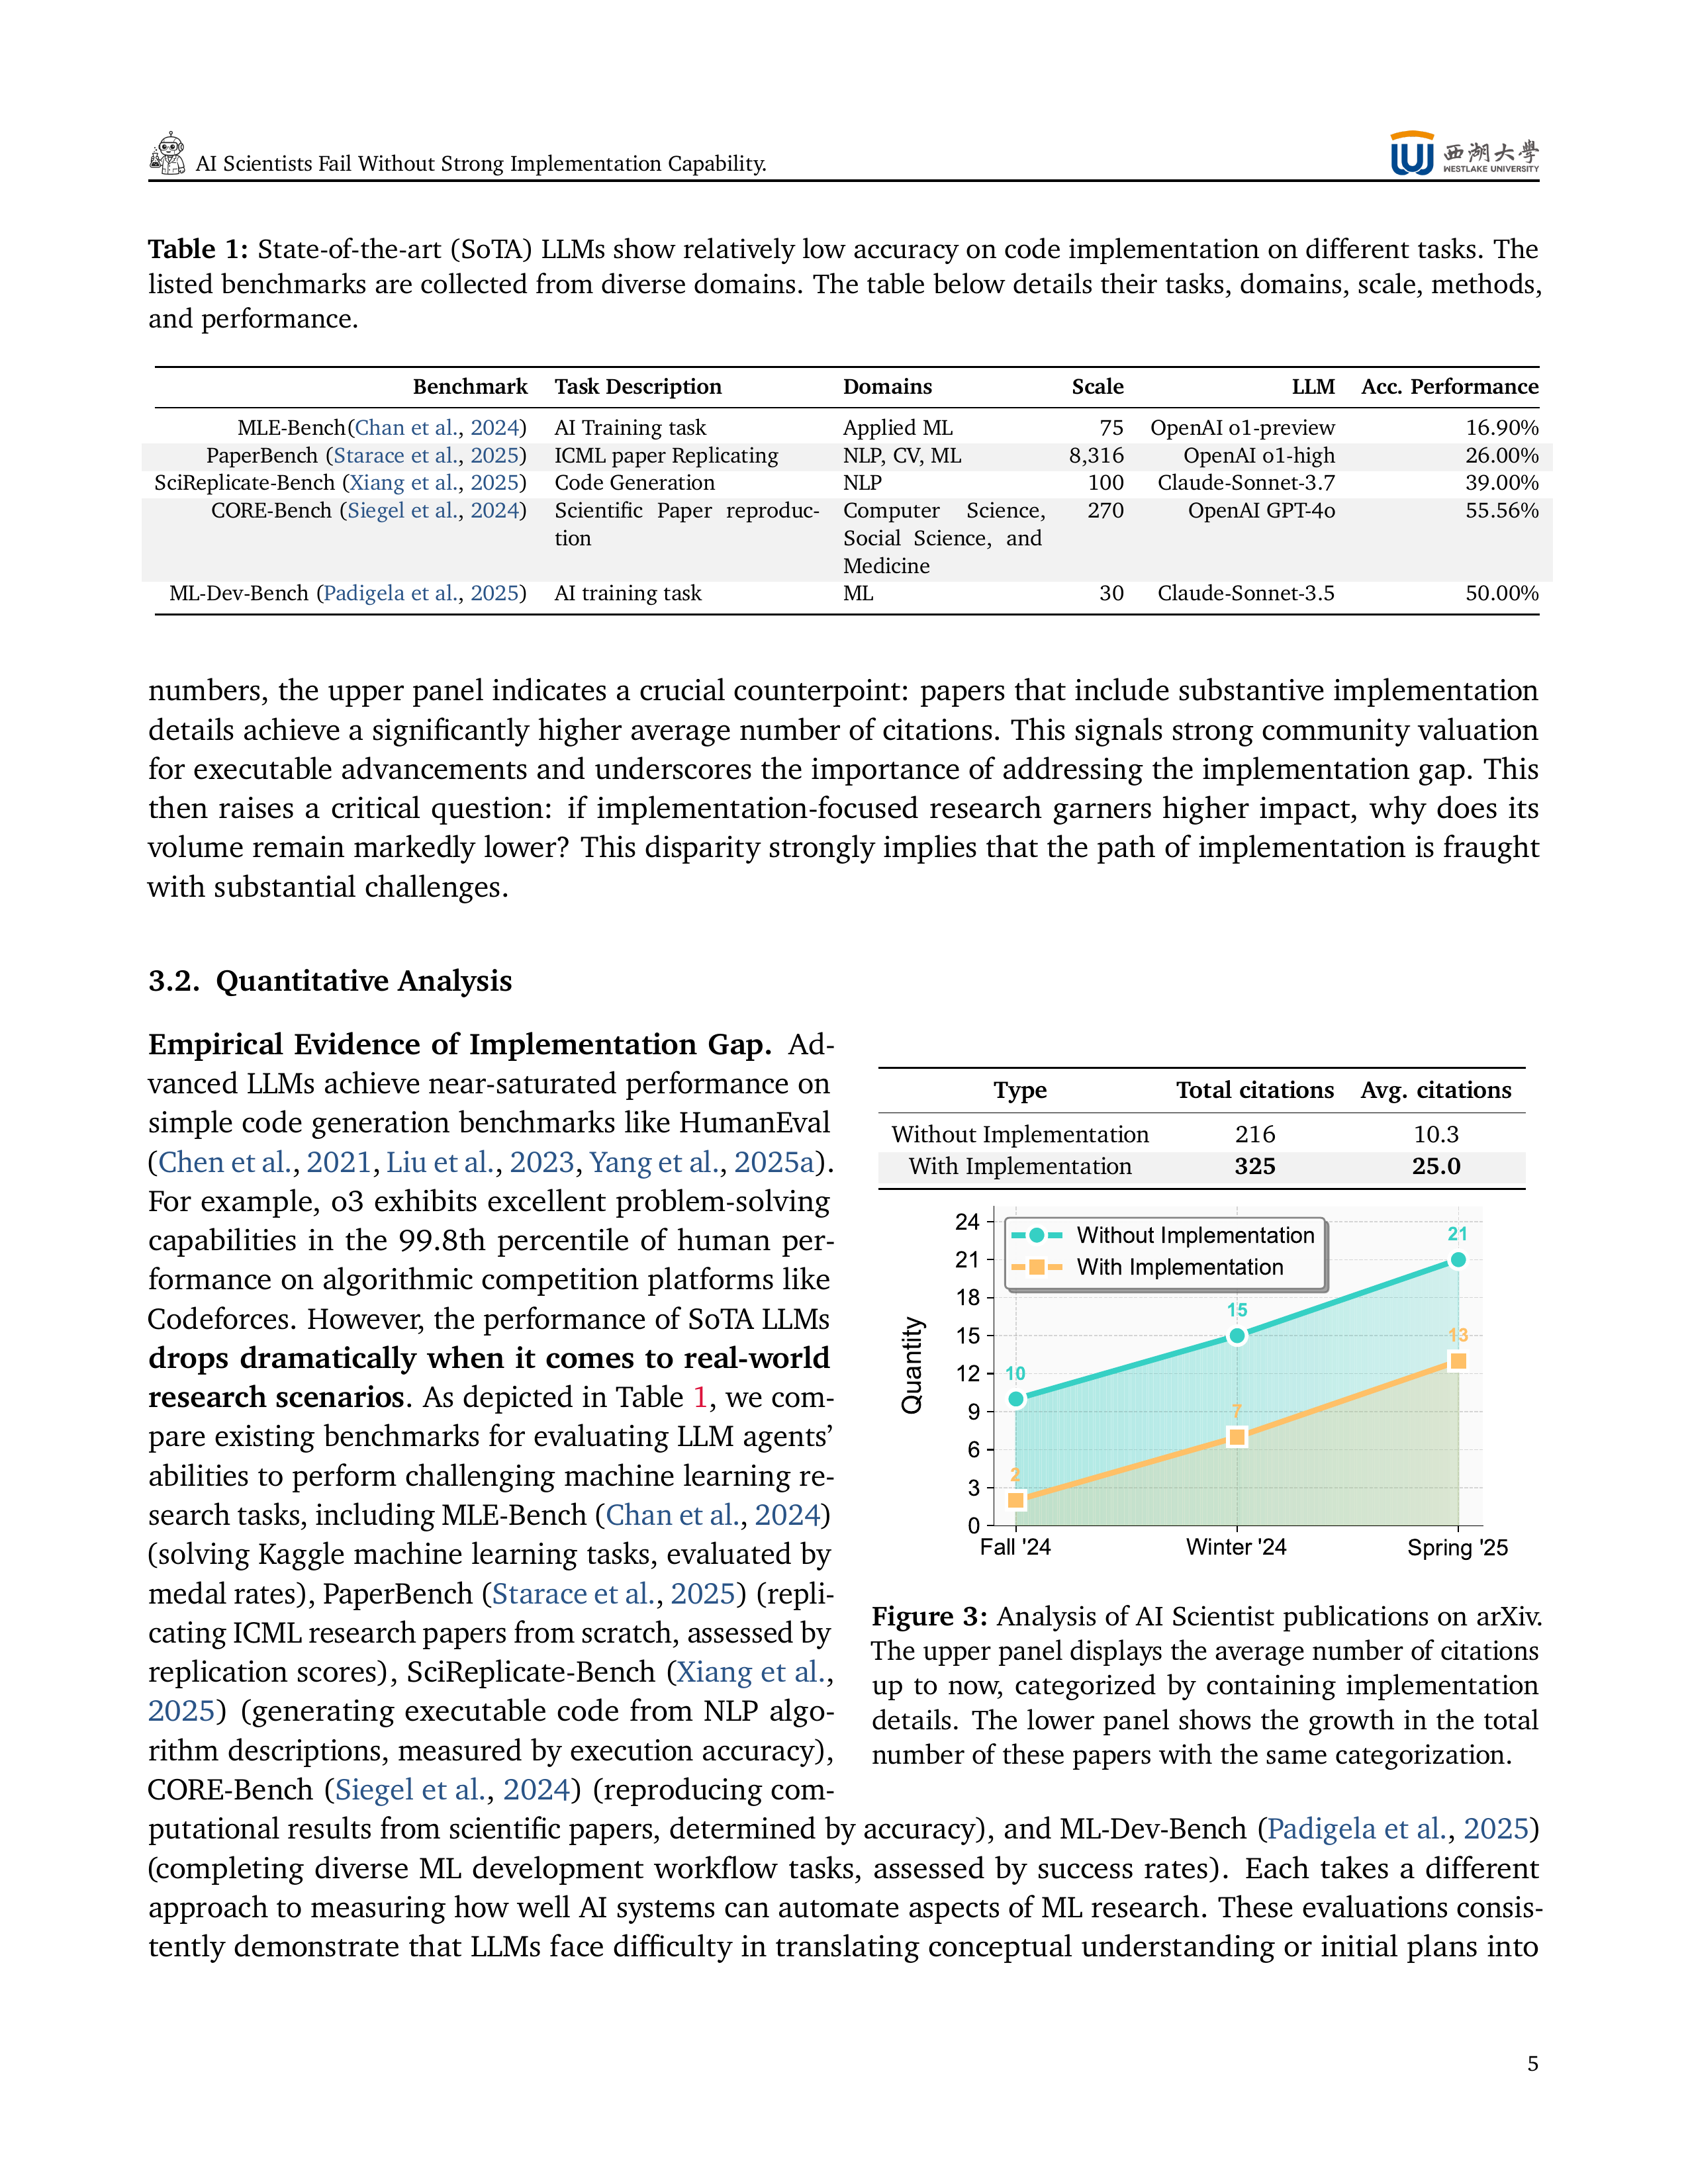 AI Scientists Fail Without Strong Implementation Capability.
西湖大學
WESTLAKE UNIVERSITY
Table 1: State-of-the-art (SoTA) LLMs show relatively low accuracy on code implementation on different tasks. The
listed benchmarks are collected from diverse domains. The table below details their tasks, domains, scale, methods,
and performance.
Benchmark Task Description Domains Scale LLM Acc. Performance
MLE-Bench(Chan et al., 2024) AI Training task Applied ML 75 OpenAI o1-preview 16.90%
PaperBench (Starace et al., 2025) ICML paper Replicating NLP, CV, ML 8,316 OpenAI o1-high 26.00%
SciReplicate-Bench (Xiang et al., 2025) Code Generation NLP 100 Claude-Sonnet-3.7 39.00%
CORE-Bench (Siegel et al., 2024) Scientific Paper reproduc- Computer Science, 270 OpenAI GPT-4o 55.56%
tion Social Science, and
Medicine
ML-Dev-Bench (Padigela et al., 2025) AI training task ML 30 Claude-Sonnet-3.5 50.00%
numbers, the upper panel indicates a crucial counterpoint: papers that include substantive implementation
details achieve a significantly higher average number of citations. This signals strong community valuation
for executable advancements and underscores the importance of addressing the implementation gap. This
then raises a critical question: if implementation-focused research garners higher impact, why does its
volume remain markedly lower? This disparity strongly implies that the path of implementation is fraught
with substantial challenges.
3.2. Quantitative Analysis
Empirical Evidence of Implementation Gap. Ad-
vanced LLMs achieve near-saturated performance on
simple code generation benchmarks like HumanEval
(Chen et al., 2021, Liu et al., 2023, Yang et al., 2025a).
For example, o3 exhibits excellent problem-solving
capabilities in the 99.8th percentile of human per-
formance on algorithmic competition platforms like
Codeforces. However, the performance of SoTA LLMs
drops dramatically when it comes to real-world
research scenarios. As depicted in Table 1, we com-
pare existing benchmarks for evaluating LLM agents'
abilities to perform challenging machine learning re-
search tasks, including MLE-Bench (Chan et al., 2024)
(solving Kaggle machine learning tasks, evaluated by
medal rates), PaperBench (Starace et al., 2025) (repli-
cating ICML research papers from scratch, assessed by
replication scores), SciReplicate-Bench (Xiang et al.,
2025) (generating executable code from NLP algo-
rithm descriptions, measured by execution accuracy),
CORE-Bench (Siegel et al., 2024) (reproducing com-
Type Total citations Avg. citations
Without Implementation 216 10.3
With Implementation 325 25.0
Without Implementation
With Implementation
Quantity
24
21
18
15
12
9
6
3
0
10
15
21
2
7
13
Fall '24 Winter '24 Spring '25
Figure 3: Analysis of AI Scientist publications on arXiv.
The upper panel displays the average number of citations
up to now, categorized by containing implementation
details. The lower panel shows the growth in the total
number of these papers with the same categorization.
putational results from scientific papers, determined by accuracy), and ML-Dev-Bench (Padigela et al., 2025)
(completing diverse ML development workflow tasks, assessed by success rates). Each takes a different
approach to measuring how well AI systems can automate aspects of ML research. These evaluations consis-
tently demonstrate that LLMs face difficulty in translating conceptual understanding or initial plans into
5